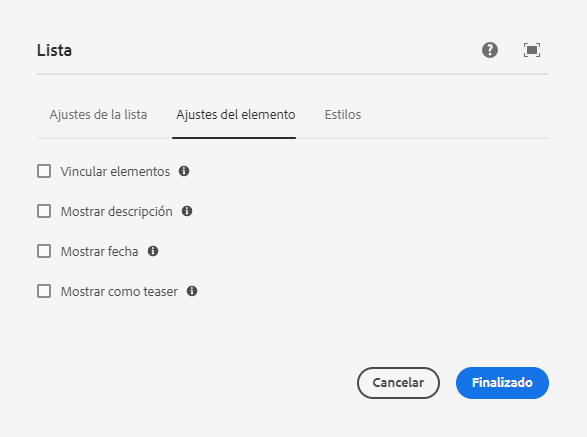 Lista
Ajustes de la lista Ajustes del elemento Estilos
Vincular elementos
Mostrar descripción
Mostrar fecha
Mostrar como teaser
Cancelar Finalizado